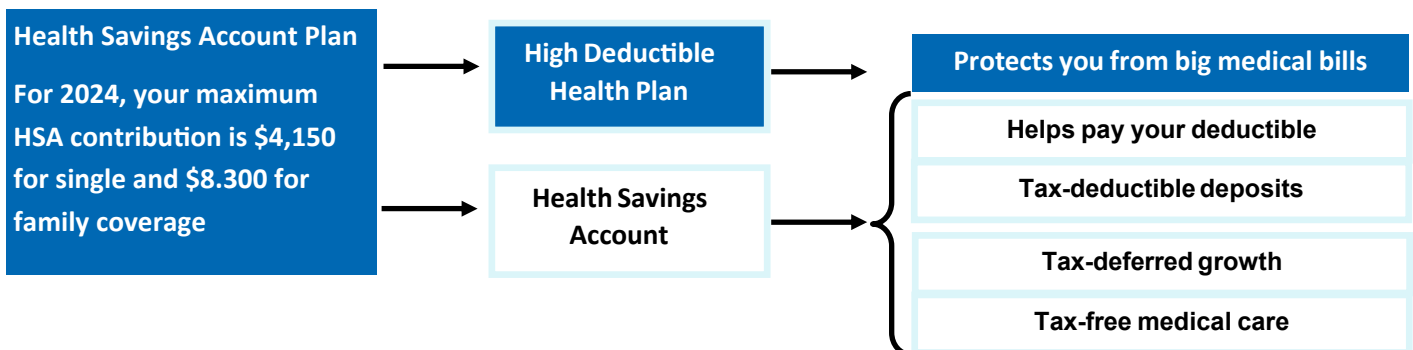 Health Savings Account Plan
For 2024, your maximum
HSA contribution is $4,150
for single and $8.300 for
family coverage
High Deductible
Health Plan
Health Savings
Account
Protects you from big medical bills
Helps pay your deductible
Tax-deductible deposits
Tax-deferred growth
Tax-free medical care